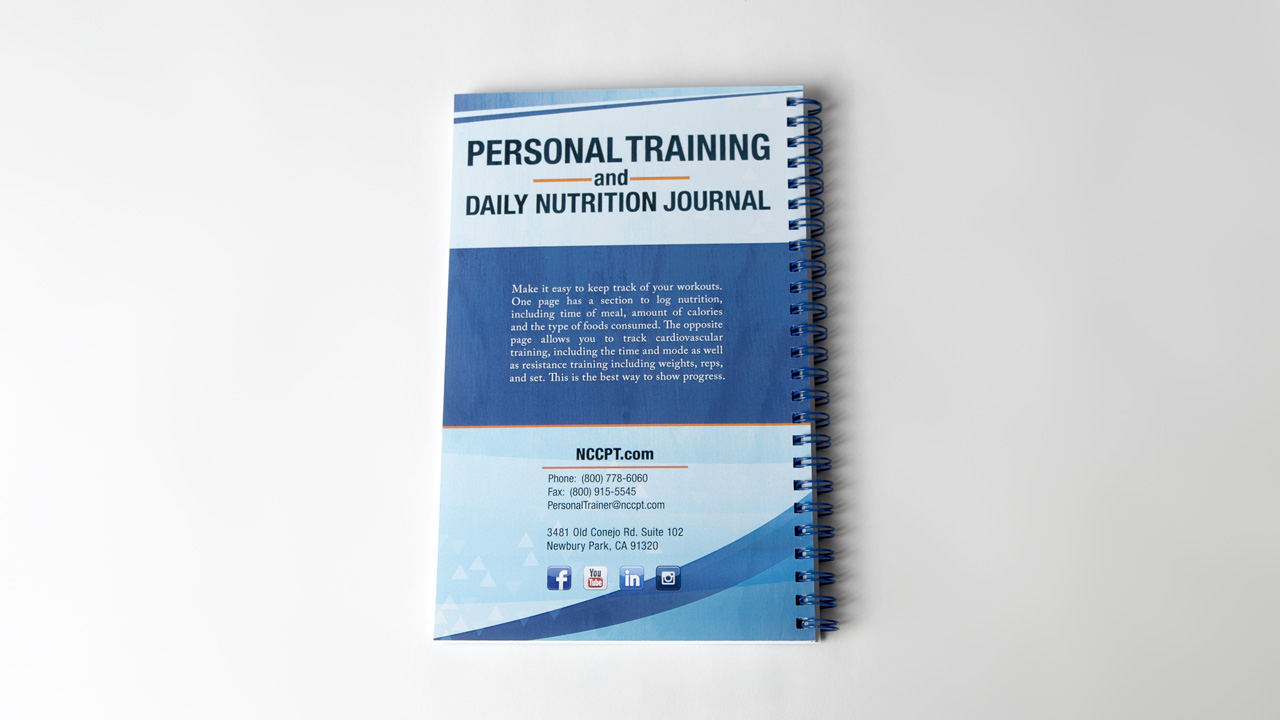 PERSONAL TRAINING
and
DAILY NUTRITION JOURNAL
Make it easy to keep track of your workouts.
One page has a section to log nutrition,
including time of meal, amount of calories
and the type of foods consumed. The opposite
page allows you to track cardiovascular
training, including the time and mode as well
as resistance training including weights, reps,
and set. This is the best way to show progress.
NCCPT.com
Phone: (800) 778-6060
Fax: (800) 915-5545
PersonalTrainer@nccpt.com
3481 Old Conejo Rd. Suite 102
Newbury Park, CA 91320
f You Tube in